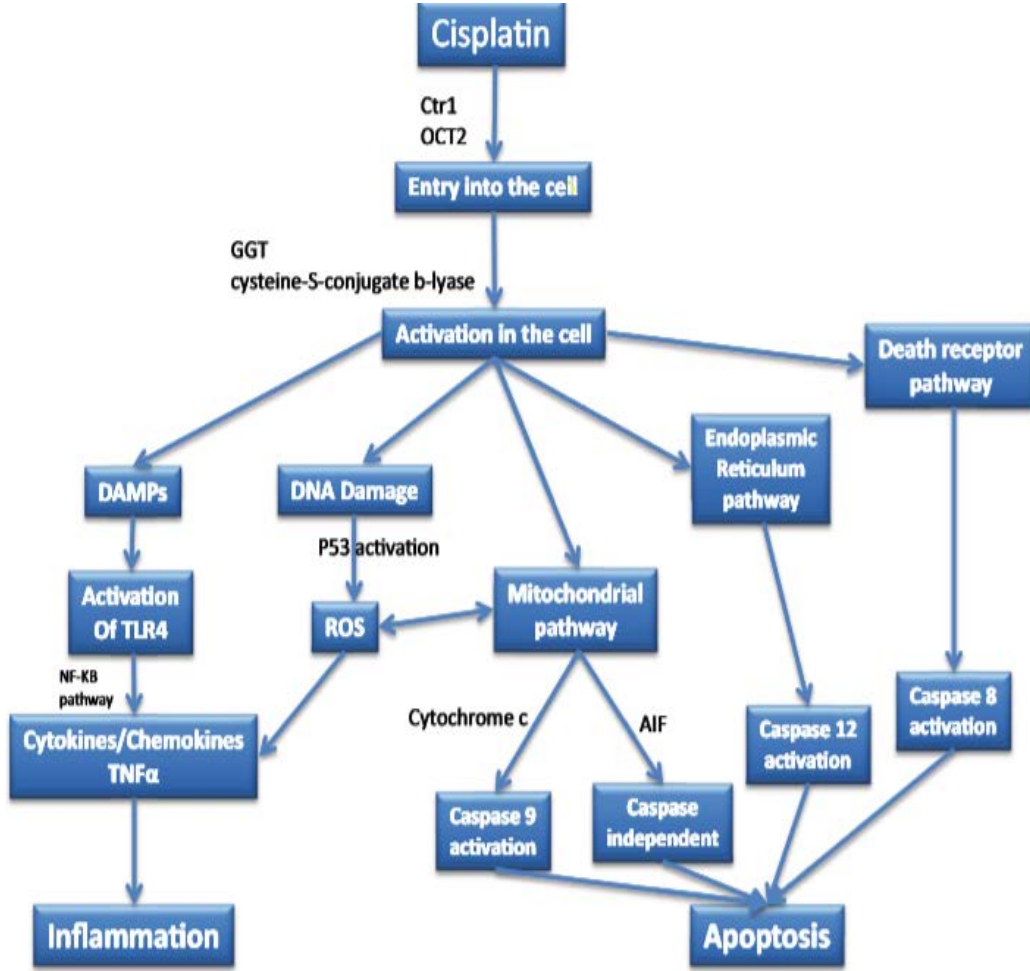 Cisplatin
Ctr1
OCT2
Entry into the cell
GGT
cysteine-S-conjugate b-lyase
Activation in the cell
Death receptor
pathway
Endoplasmic
Reticulum
pathway
DAMPs
DNA Damage
P53 activation
Activation
Of TLR4
ROS
Mitochondrial
pathway
NF-KB
pathway
Cytochrome c
AIF
Caspase 8
activation
Caspase 12
activation
Cytokines/Chemokines
TNFα
Caspase 9
activation
Caspase
independent
Inflammation
Apoptosis